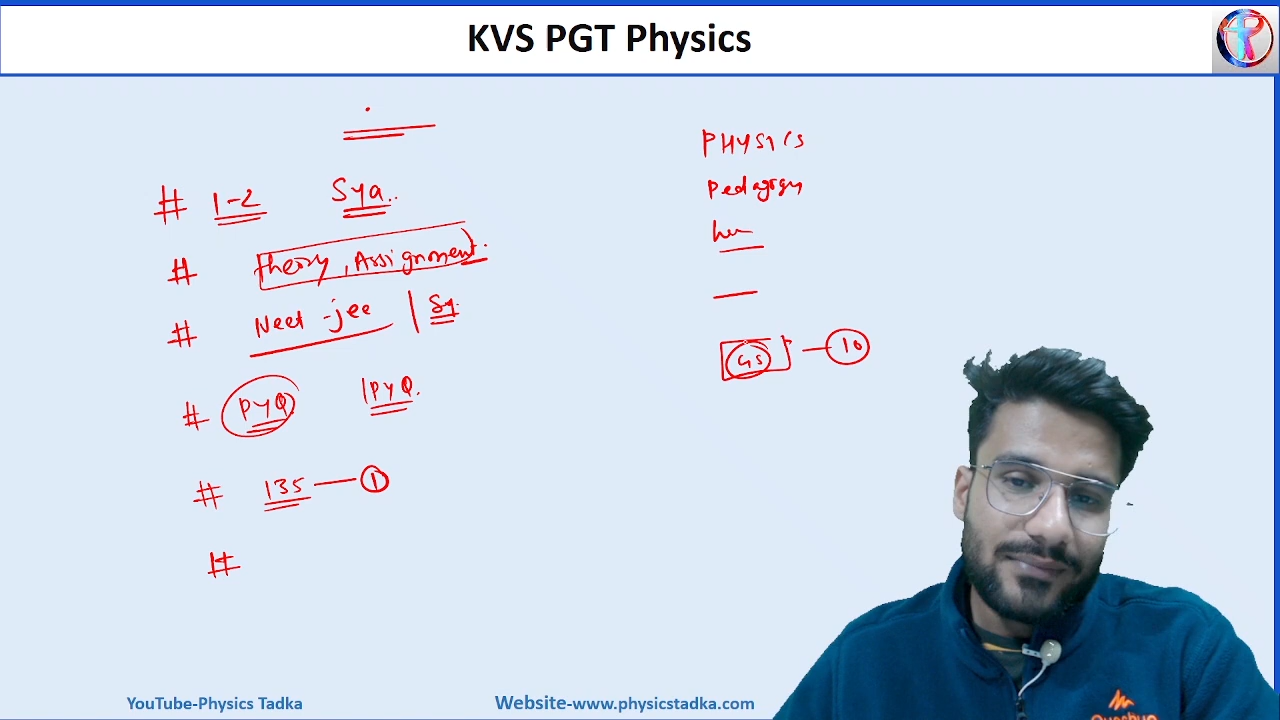 KVS PGT Physics
# 1-2 Sya..
# Theory, Assignment.
# Neet -jee | Sy.
# PYQ PYQ.
# 135 — 1
#
PHYSICS
Pedagogy
GS — 10
YouTube-Physics Tadka
Website-www.physicstadka.com